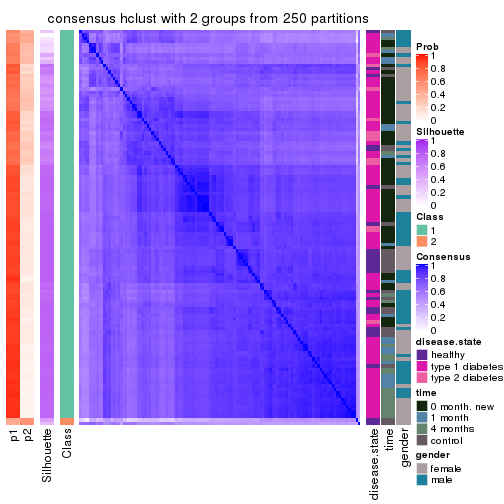 consensus hclust with 2 groups from 250 partitions
Prob
1
0.8
0.6
0.4
0.2
0
Silhouette
1
0.8
0.6
0.4
0.2
0
Class
1
2
Consensus
1
0.8
0.6
0.4
0.2
0
disease.state
healthy
type 1 diabetes
type 2 diabetes
time
0 month. new
1 month
4 months
control
gender
female
male
p1
p2
Silhouette
Class
disease.state
time
gender